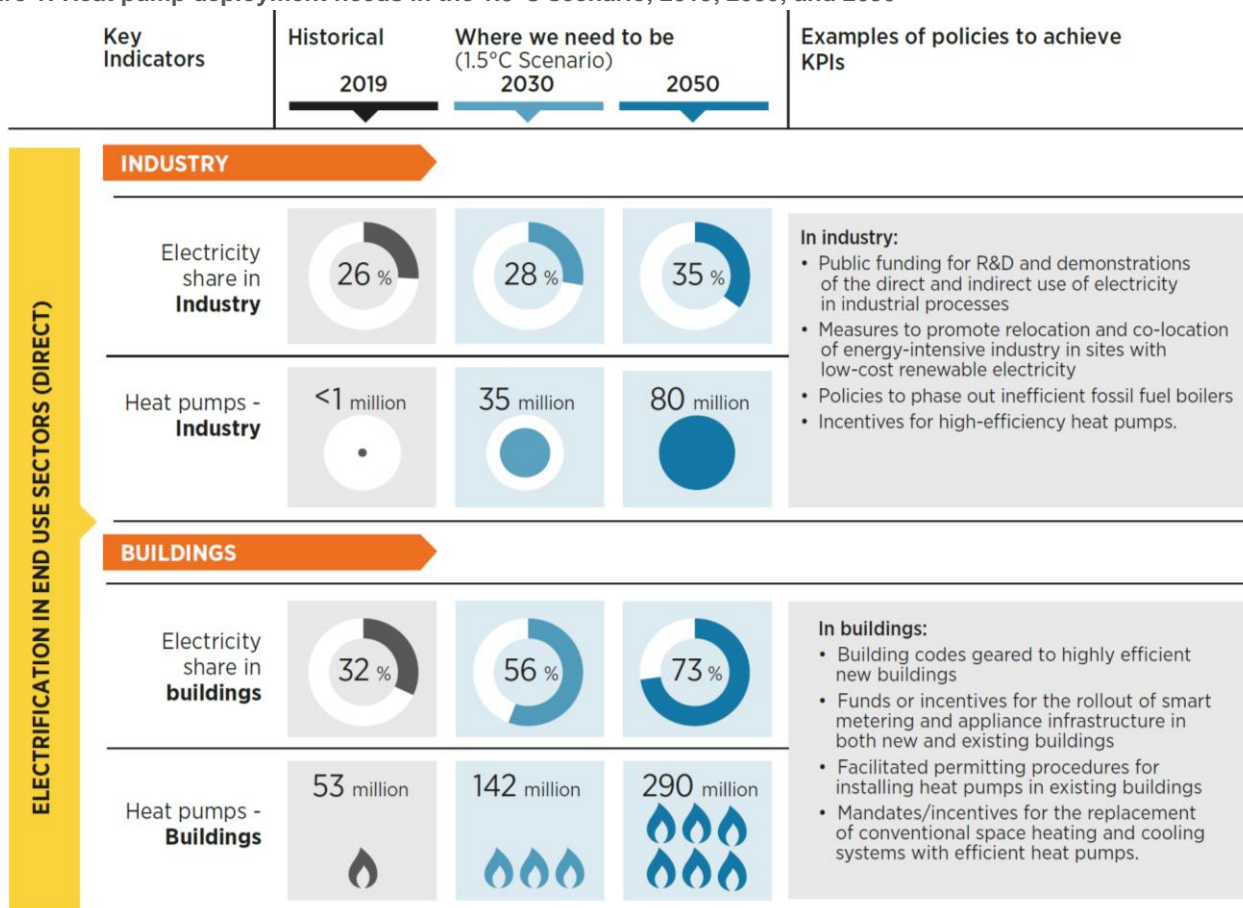 Key
Indicators
Historical
2019
Where we need to be
(1.5°C Scenario)
2030
2050
Examples of policies to achieve
KPIs
ELECTRIFICATION IN END USE SECTORS (DIRECT)
INDUSTRY
Electricity
share in
Industry
26 %
28 %
35 %
Heat pumps -
Industry
<1 million
35 million
80 million
In industry:
• Public funding for R&D and demonstrations
of the direct and indirect use of electricity
in industrial processes
• Measures to promote relocation and co-location
of energy-intensive industry in sites with
low-cost renewable electricity
• Policies to phase out inefficient fossil fuel boilers
• Incentives for high-efficiency heat pumps.
BUILDINGS
Electricity
share in
buildings
32 %
56 %
73 %
Heat pumps -
Buildings
53 million
142 million
290 million
In buildings:
• Building codes geared to highly efficient
new buildings
• Funds or incentives for the rollout of smart
metering and appliance infrastructure in
both new and existing buildings
• Facilitated permitting procedures for
installing heat pumps in existing buildings
• Mandates/incentives for the replacement
of conventional space heating and cooling
systems with efficient heat pumps.